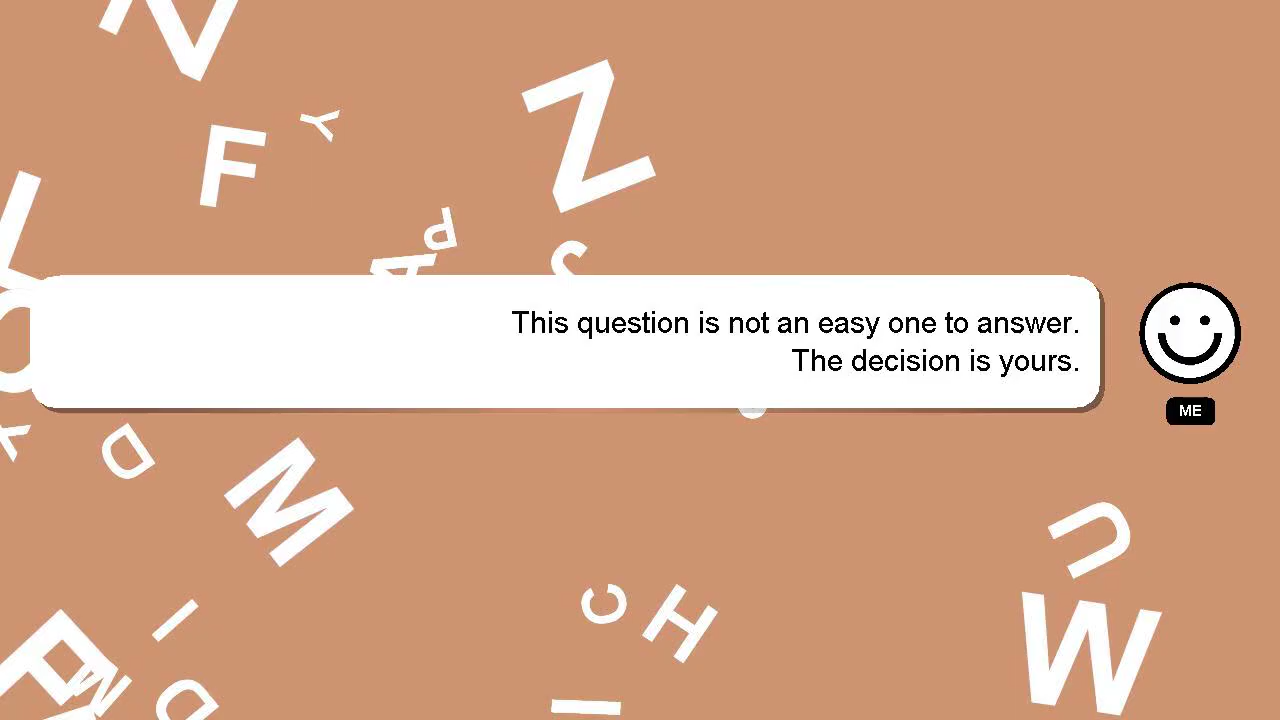 N
Z
F
Y
L
P
A
S
This question is not an easy one to answer.
The decision is yours.
O
ME
Y
D
M
U
C
H
I
W
P
M
D
I